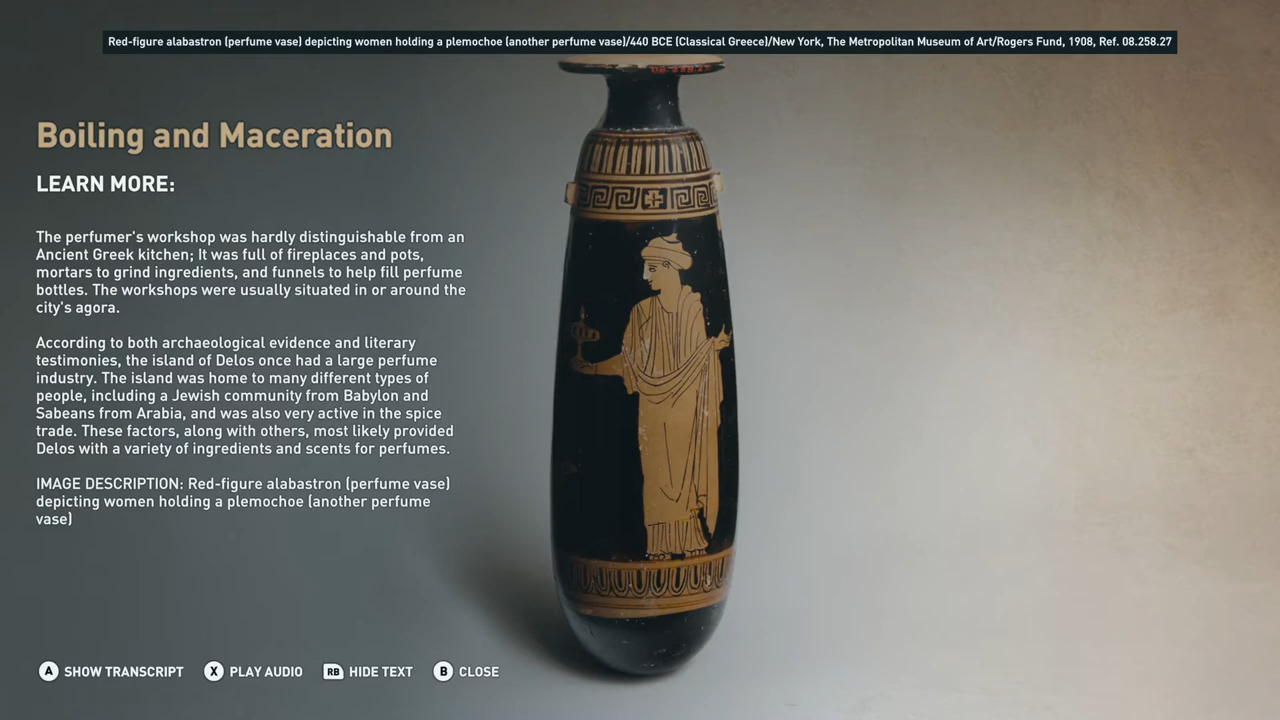 Red-figure alabastron (perfume vase) depicting women holding a plemochoe (another perfume vase)/440 BCE (Classical Greece)/New York, The Metropolitan Museum of Art/Rogers Fund, 1908, Ref. 08.258.27
Boiling and Maceration
LEARN MORE:
The perfumer's workshop was hardly distinguishable from an
Ancient Greek kitchen; It was full of fireplaces and pots,
mortars to grind ingredients, and funnels to help fill perfume
bottles. The workshops were usually situated in or around the
city's agora.
According to both archaeological evidence and literary
testimonies, the island of Delos once had a large perfume
industry. The island was home to many different types of
people, including a Jewish community from Babylon and
Sabeans from Arabia, and was also very active in the spice
trade. These factors, along with others, most likely provided
Delos with a variety of ingredients and scents for perfumes.
IMAGE DESCRIPTION: Red-figure alabastron (perfume vase)
depicting women holding a plemochoe (another perfume
vase)
A SHOW TRANSCRIPT X PLAY AUDIO RB HIDE TEXT B CLOSE